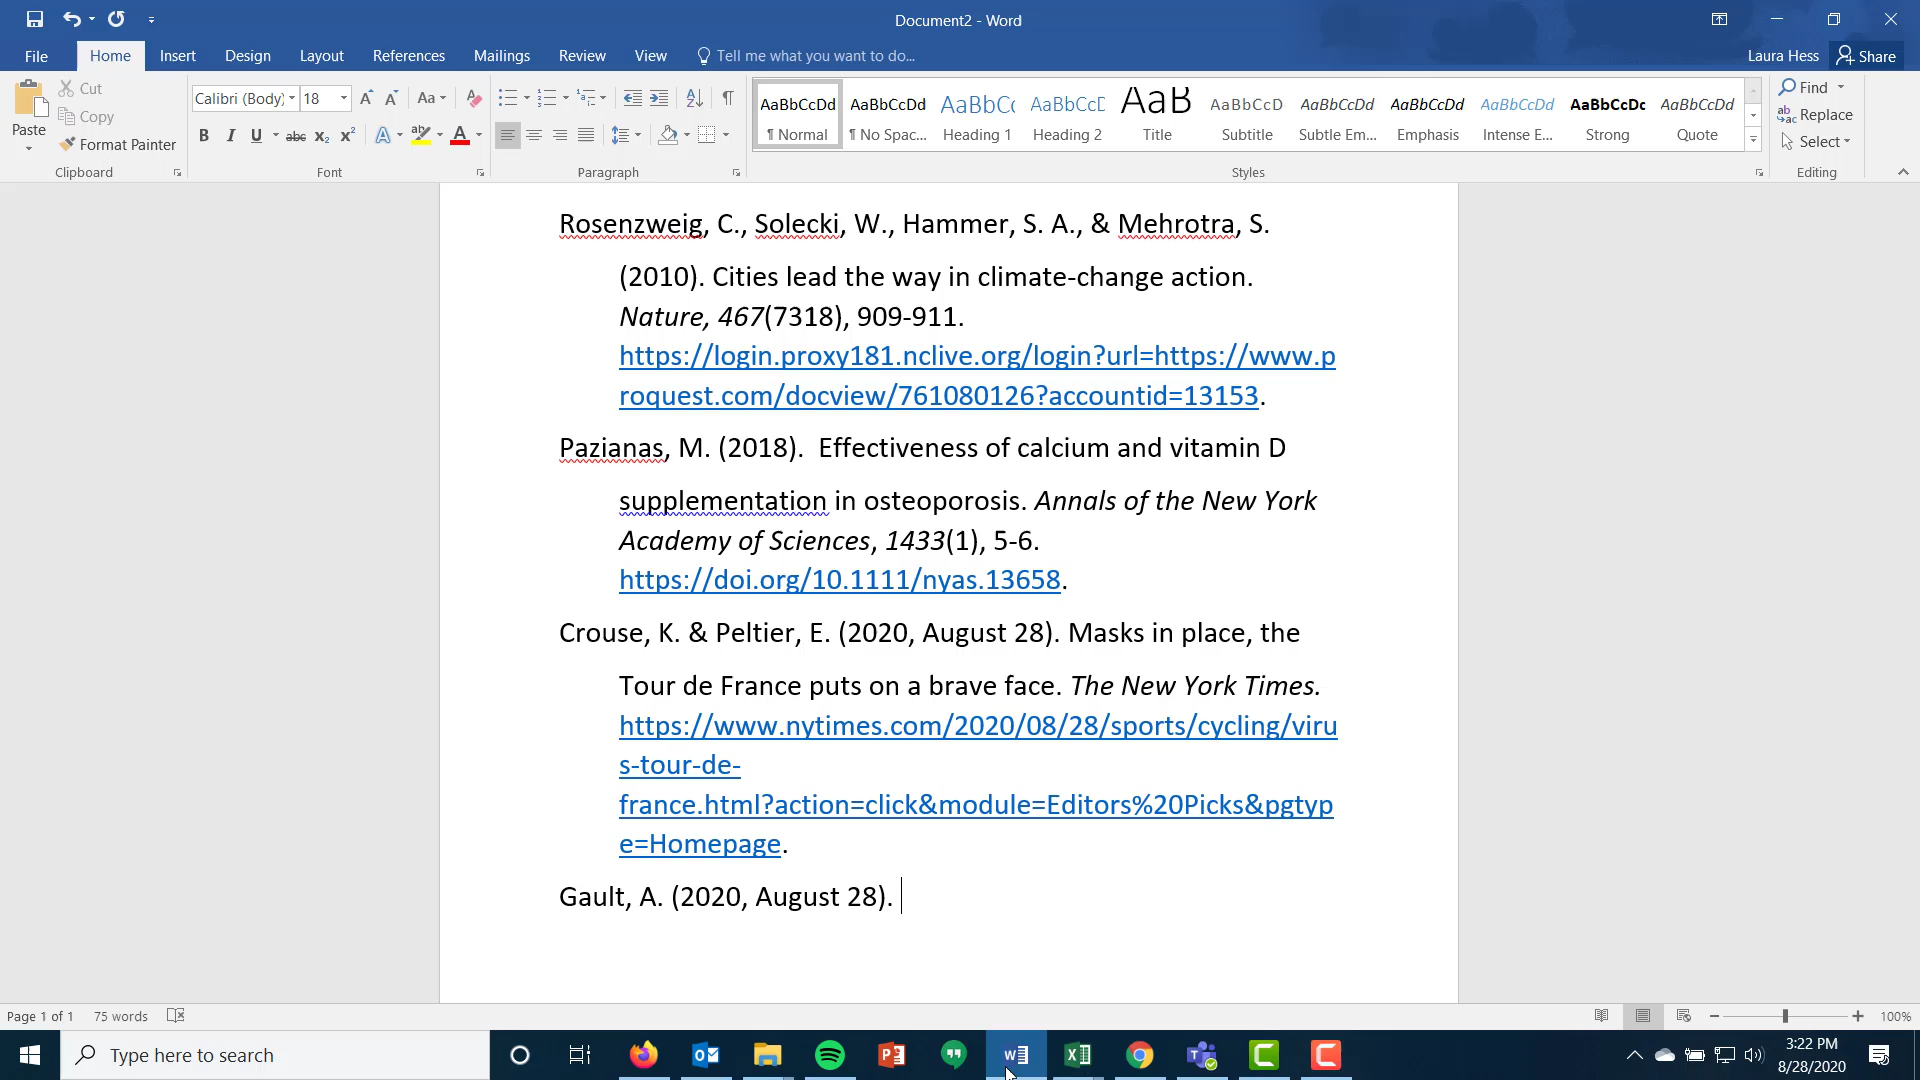 Document2 - Word
Laura Hess
Share
File
Home
Insert
Design
Layout
References
Mailings
Review
View
Tell me what you want to do...
Paste
Cut
Copy
Format Painter
Clipboard
Calibri (Body)
18
Font
Paragraph
AaBbCcDd
¶ Normal
AaBbCcDd
¶ No Spac...
AaBbCc
Heading 1
AaBbCcD
Heading 2
AaB
Title
AaBbCcD
Subtitle
AaBbCcDd
Subtle Em...
AaBbCcDd
Emphasis
AaBbCcDd
Intense E...
AaBbCcDc
Strong
AaBbCcDd
Quote
Styles
Find
Replace
Select
Editing
Rosenzweig, C., Solecki, W., Hammer, S. A., & Mehrotra, S.
(2010). Cities lead the way in climate-change action.
Nature, 467(7318), 909-911.
https://login.proxy181.nclive.org/login?url=https://www.p
roquest.com/docview/761080126?accountid=13153.
Pazianas, M. (2018).  Effectiveness of calcium and vitamin D
supplementation in osteoporosis. Annals of the New York
Academy of Sciences, 1433(1), 5-6.
https://doi.org/10.1111/nyas.13658.
Crouse, K. & Peltier, E. (2020, August 28). Masks in place, the
Tour de France puts on a brave face. The New York Times.
https://www.nytimes.com/2020/08/28/sports/cycling/viru
s-tour-de-
france.html?action=click&module=Editors%20Picks&pgtyp
e=Homepage.
Gault, A. (2020, August 28).
Page 1 of 1
75 words
100%
Type here to search
3:22 PM
8/28/2020